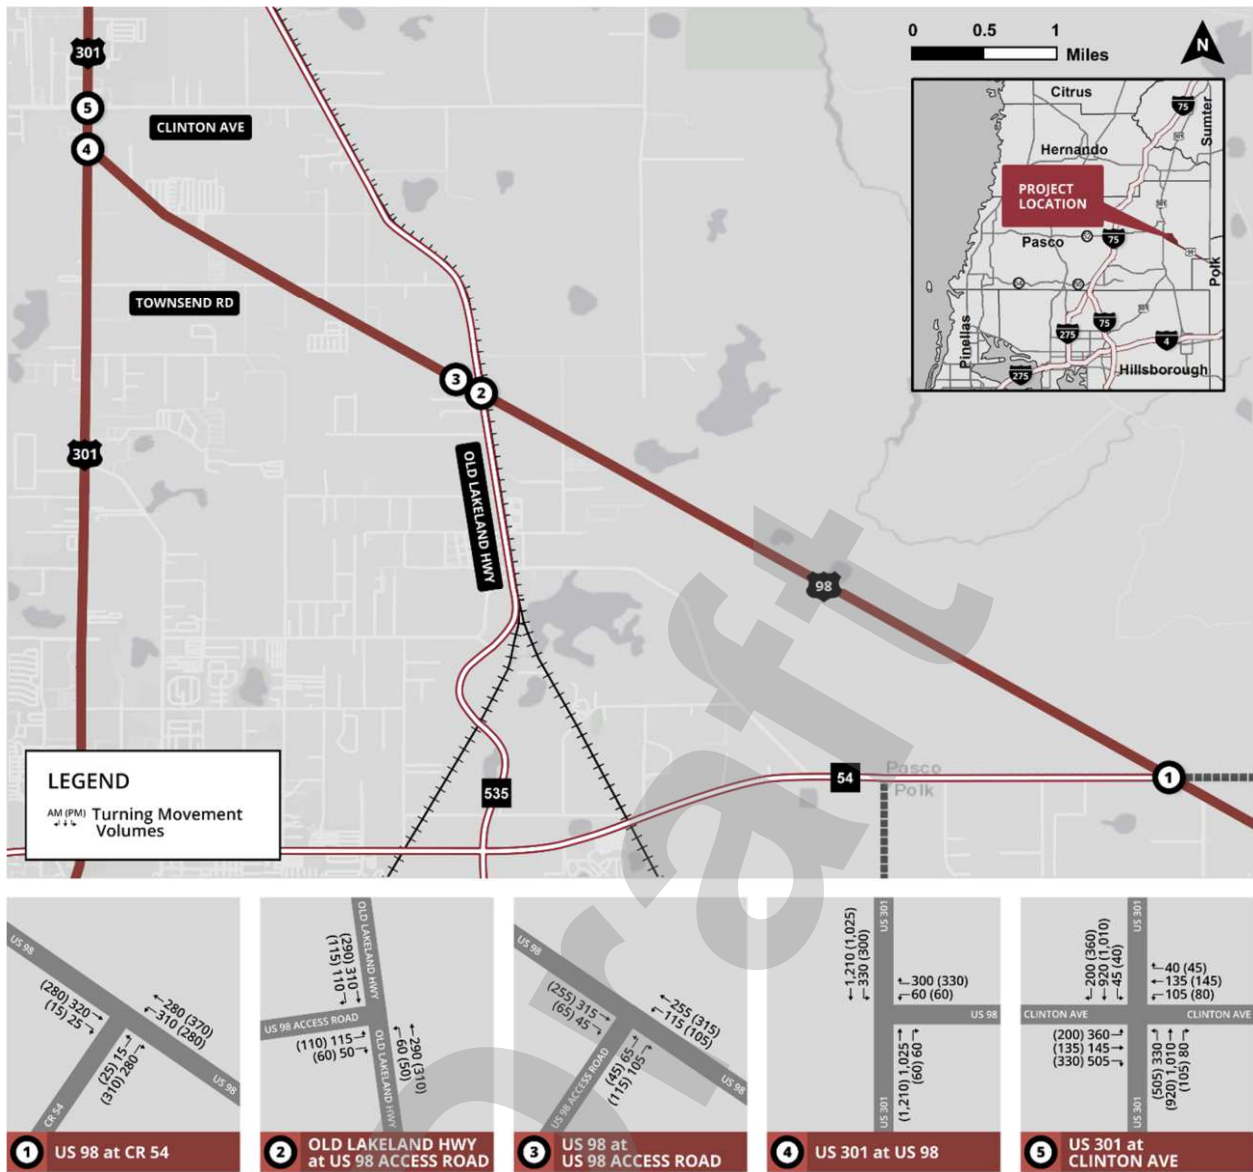 301
5
4
CLINTON AVE
TOWNSEND RD
3
2
301
OLD LAKELAND HWY
98
535
54
Pasco
Polk
1
0 0.5 1
Miles
N
Citrus
75
Sumter
Hernando
PROJECT
LOCATION
Pasco
75
Polk
Pinellas
275
75
4
275
Hillsborough
LEGEND
AM (PM) Turning Movement
Volumes
Draft
US 98
(280) 320
(15) 25
280 (370)
310 (280)
(25) 15
(310) 280
CR 54
US 98
1 US 98 at CR 54
OLD LAKELAND HWY
(290) 310
(115) 110
US 98 ACCESS ROAD
(110) 115
(60) 50
290 (310)
60 (50)
OLD LAKELAND HWY
2 OLD LAKELAND HWY
at US 98 ACCESS ROAD
US 98
(255) 315
(65) 45
255 (315)
115 (105)
(45) 65
(115) 105
US 98 ACCESS ROAD
US 98
3 US 98 at
US 98 ACCESS ROAD
US 301
1,210 (1,025)
330 (300)
300 (330)
60 (60)
US 98
(1,210) 1,025
(60) 60
US 301
4 US 301 at US 98
US 301
200 (360)
920 (1,010)
45 (40)
40 (45)
135 (145)
105 (80)
CLINTON AVE
CLINTON AVE
(200) 360
(135) 145
(330) 505
(505) 330
(920) 1,010
(105) 80
US 301
5 US 301 at
CLINTON AVE